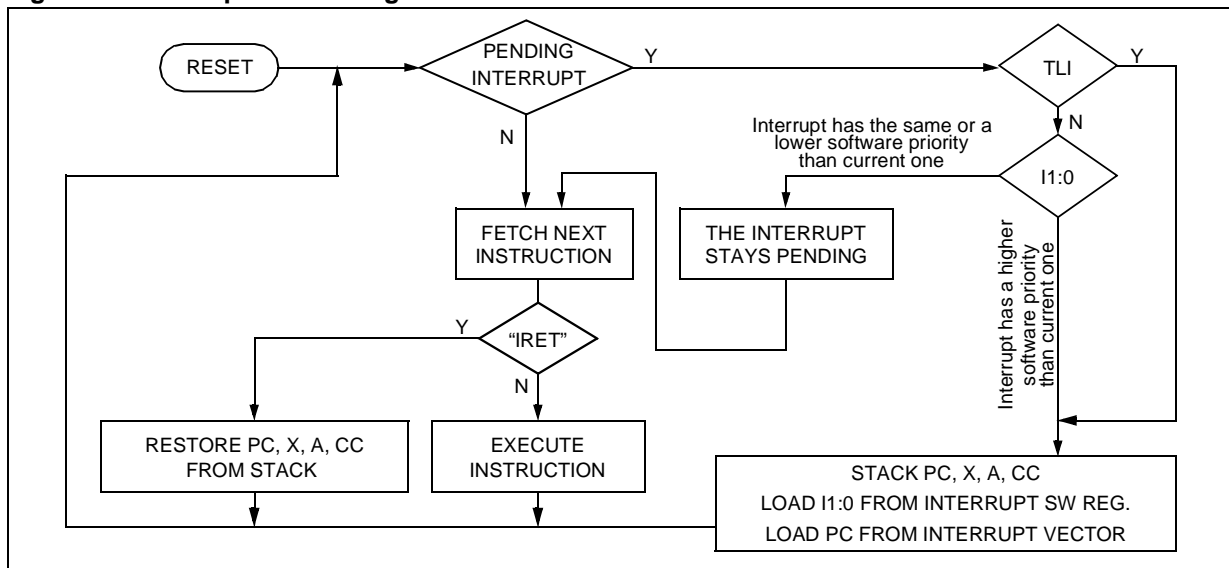 RESET
PENDING
INTERRUPT
Y
TLI
Y
N
N
Interrupt has the same or a
lower software priority
than current one
I1:0
FETCH NEXT
INSTRUCTION
THE INTERRUPT
STAYS PENDING
Interrupt has a higher
software priority
than current one
Y
“IRET”
N
RESTORE PC, X, A, CC
FROM STACK
EXECUTE
INSTRUCTION
STACK PC, X, A, CC
LOAD I1:0 FROM INTERRUPT SW REG.
LOAD PC FROM INTERRUPT VECTOR